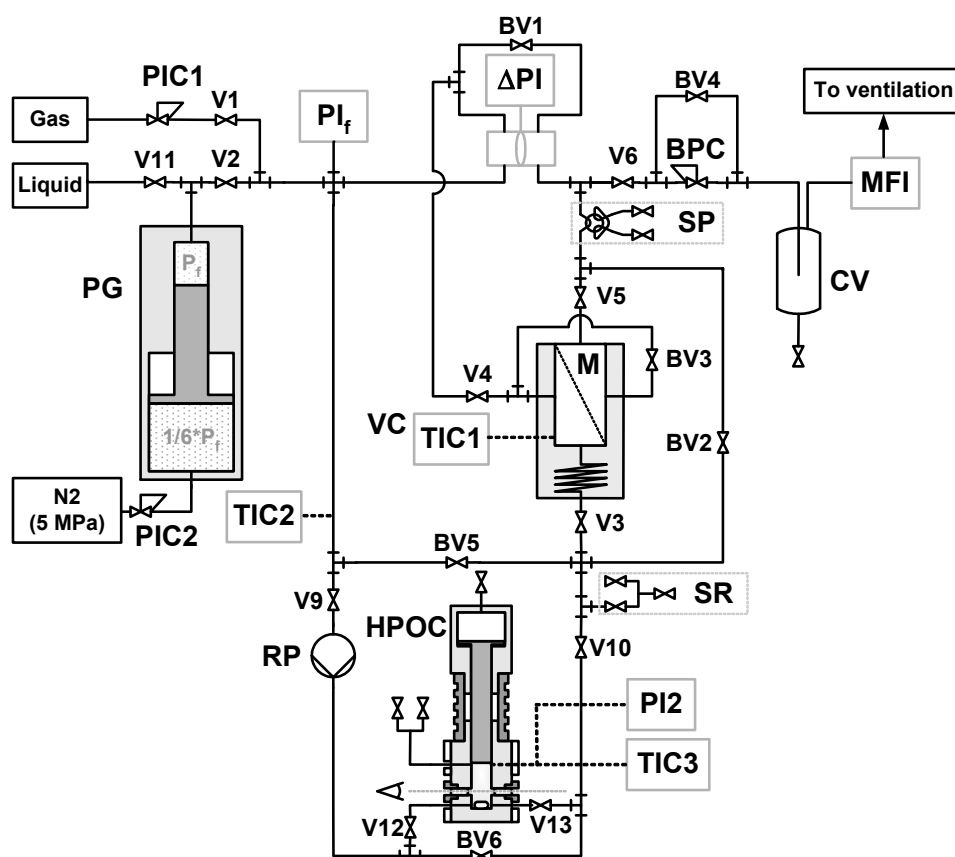 BV1
PIC1
ΔPI
BV4
To ventilation
V1
Gas
PIf
V11
V2
V6
BPC
Liquid
MFI
SP
Pf
PG
CV
V5
M
BV3
V4
VC
1/6*Pf
TIC1
BV2
N2
(5 MPa)
PIC2
TIC2
V3
BV5
SR
V9
HPOC
V10
RP
PI2
TIC3
V12
V13
BV6